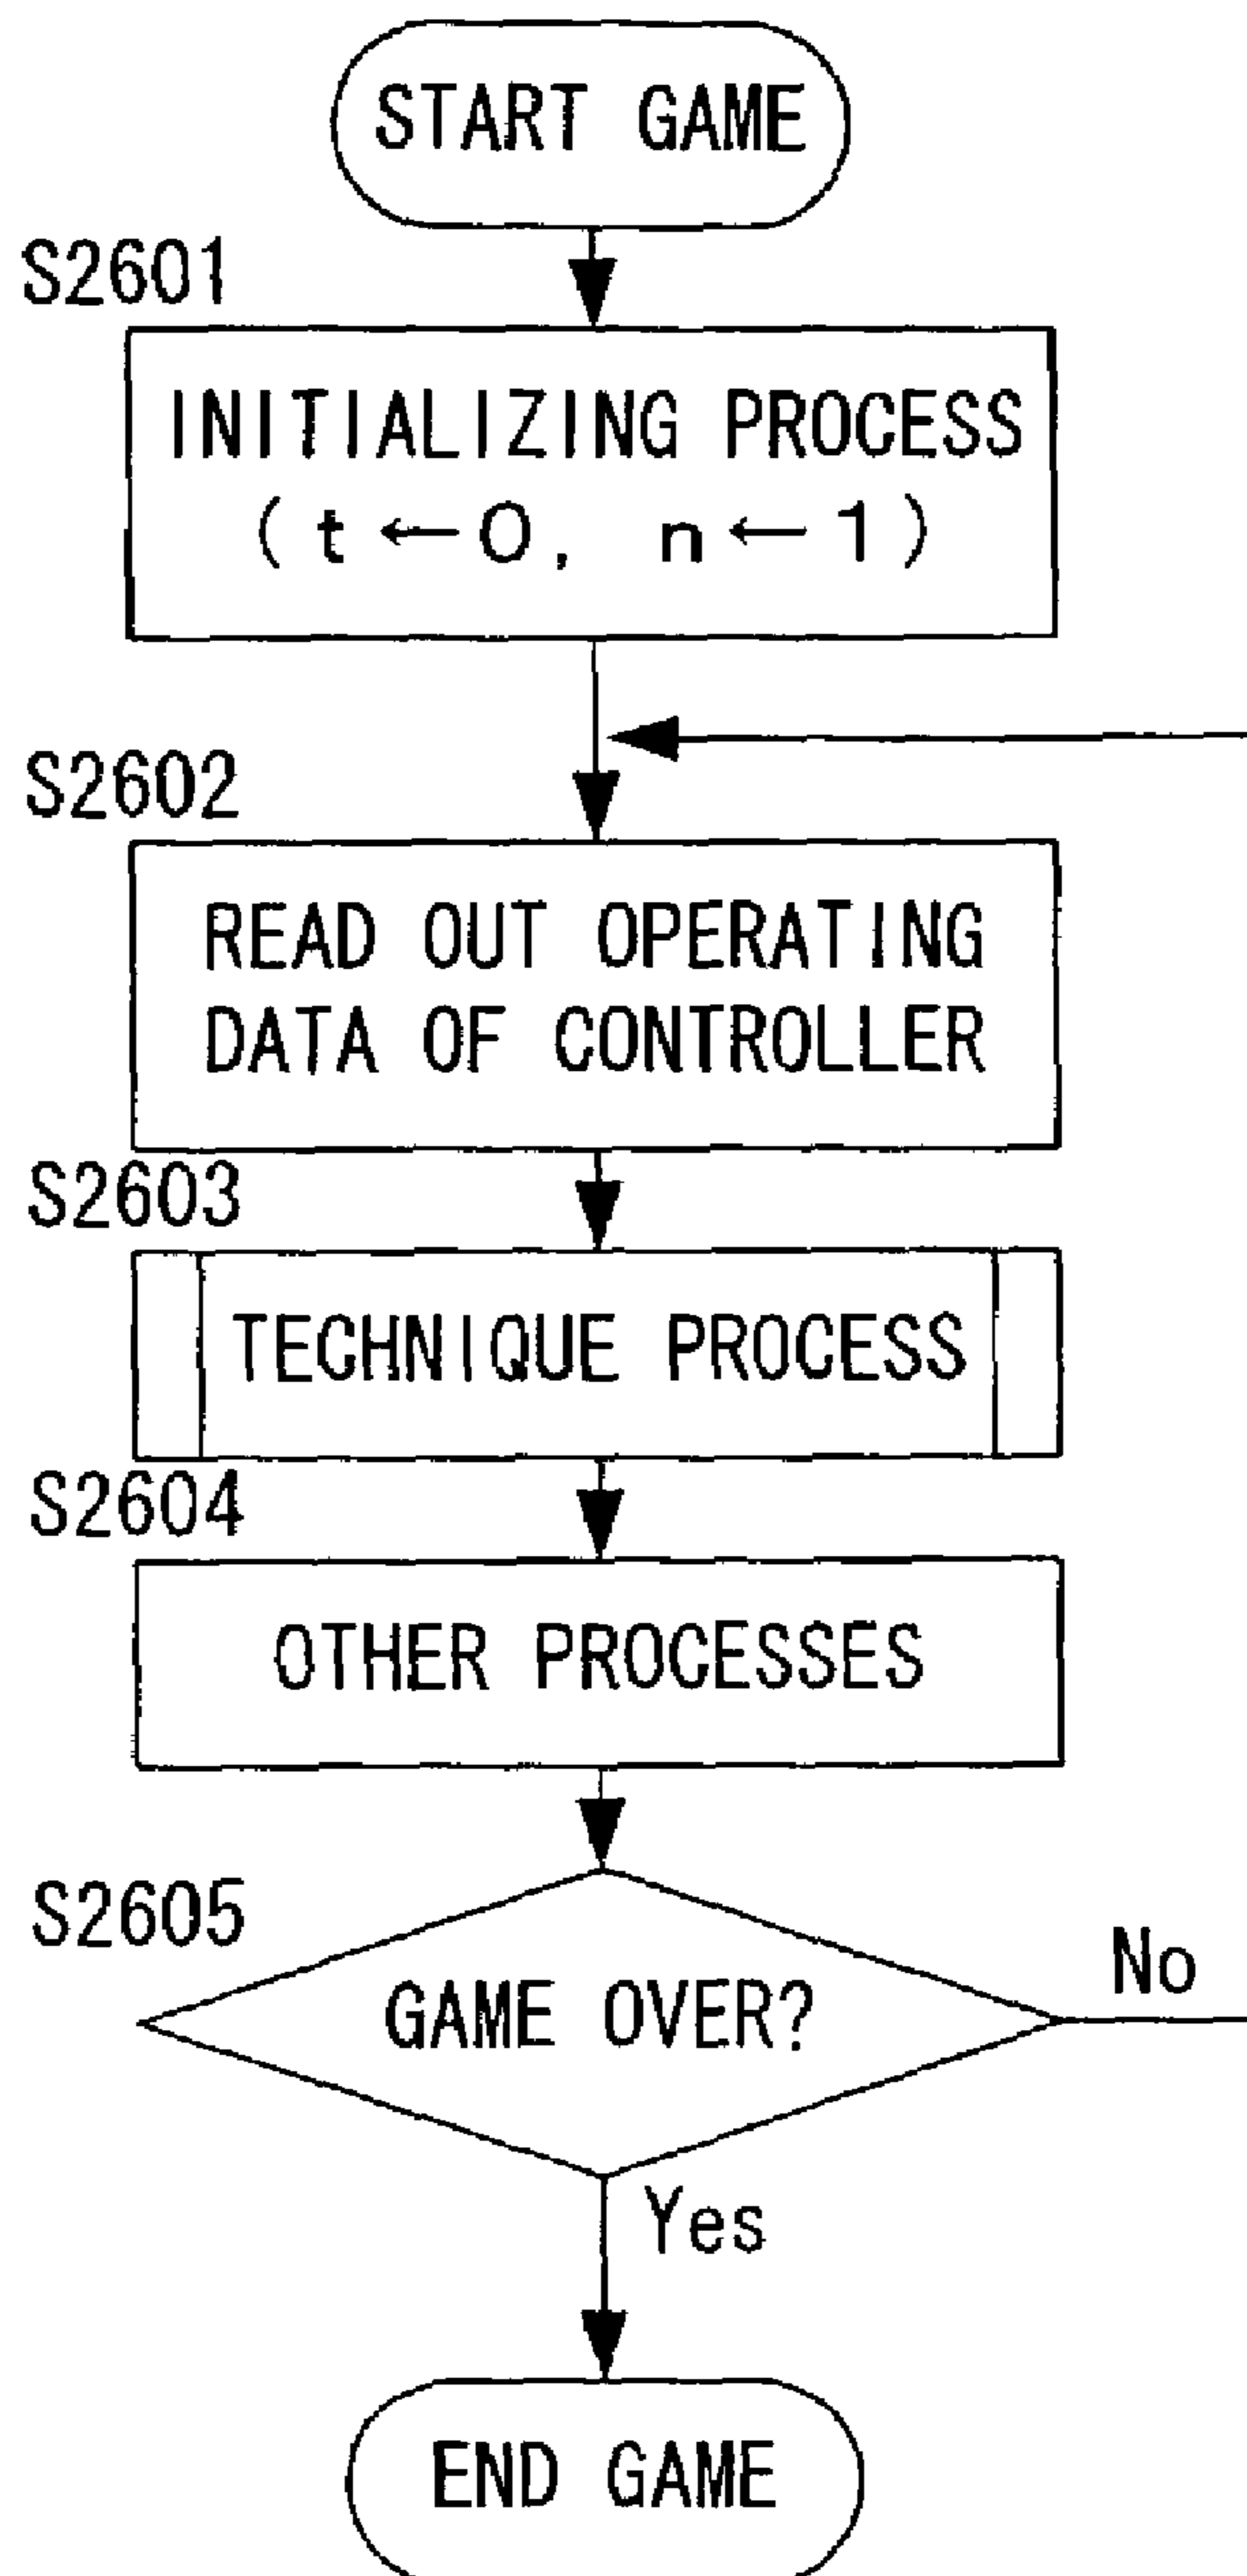 START GAME
S2601
INITIALIZING PROCESS
(t←0, n←1)
S2602
READ OUT OPERATING
DATA OF CONTROLLER
S2603
TECHNIQUE PROCESS
S2604
OTHER PROCESSES
S2605
GAME OVER?
No
Yes
END GAME